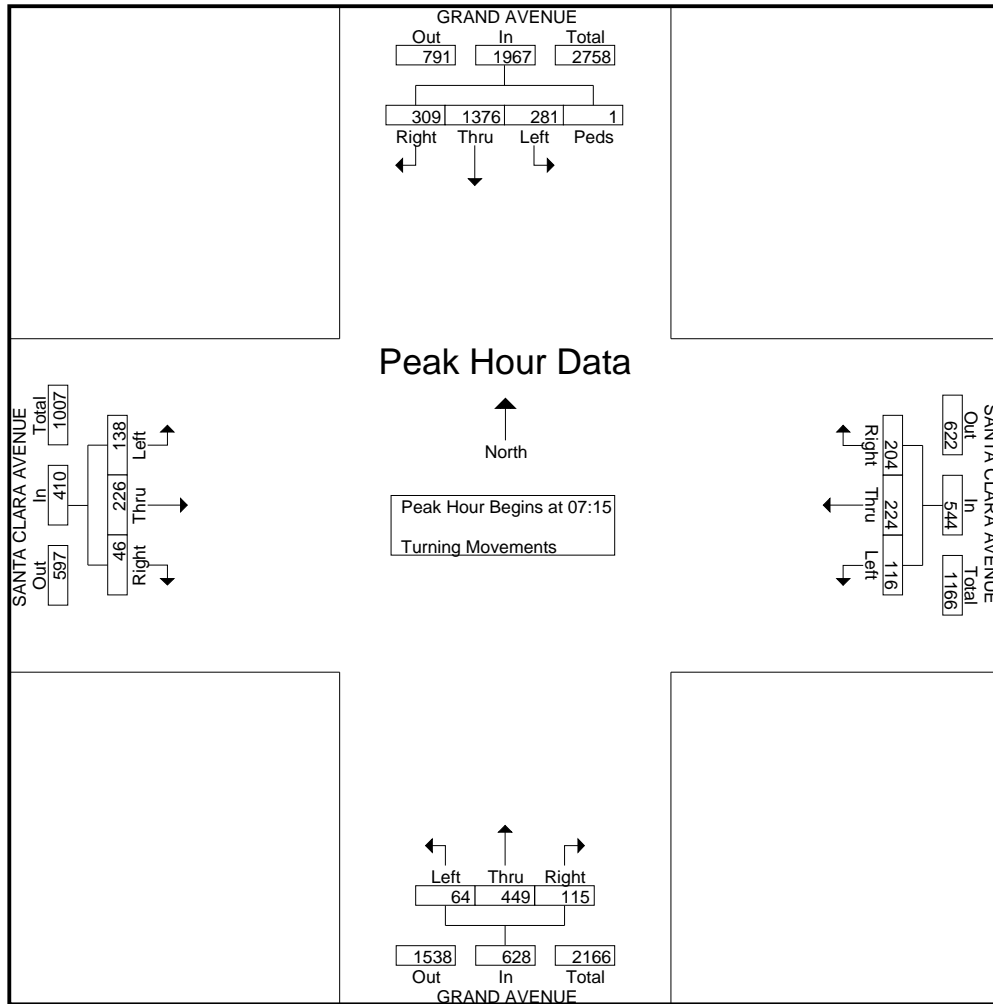 GRAND AVENUE
Out In Total
791 1967 2758
309 1376 281 1
Right Thru Left Peds
Peak Hour Data
North
Peak Hour Begins at 07:15
Turning Movements
SANTA CLARA AVENUE
Total In Out
1007 410 597
138 226 46
Left Thru Right
SANTA CLARA AVENUE
Out In Total
622 544 1166
204 224 116
Right Thru Left
Left Thru Right
64 449 115
1538 628 2166
Out In Total
GRAND AVENUE